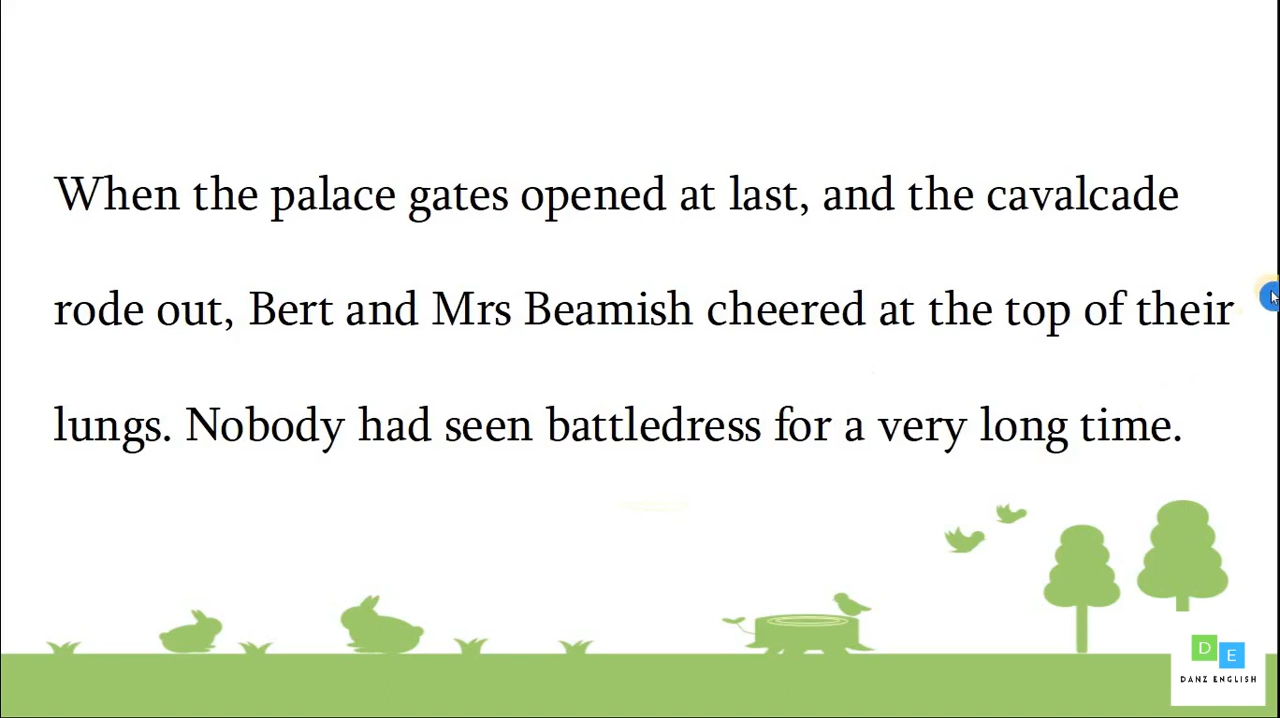 When the palace gates opened at last, and the cavalcade
rode out, Bert and Mrs Beamish cheered at the top of their
lungs. Nobody had seen battledress for a very long time.
D E
DANZ ENGLISH